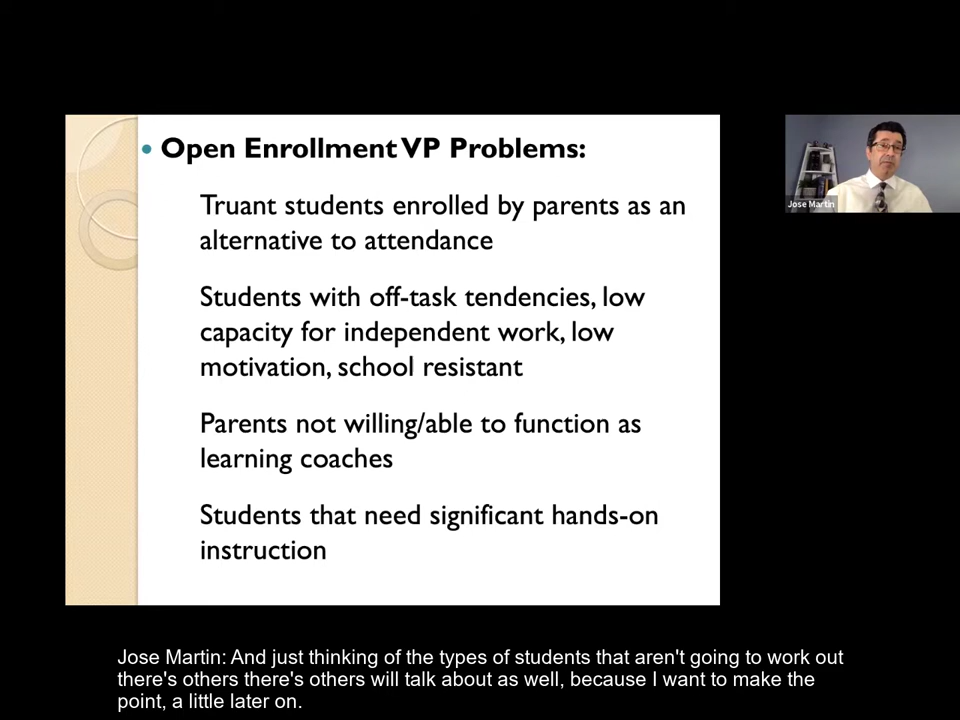 Open Enrollment VP Problems:
Truant students enrolled by parents as an
alternative to attendance
Students with off-task tendencies, low
capacity for independent work, low
motivation, school resistant
Parents not willing/able to function as
learning coaches
Students that need significant hands-on
instruction
Jose Martin
Jose Martin: And just thinking of the types of students that aren't going to work out
there's others there's others will talk about as well, because I want to make the
point, a little later on.